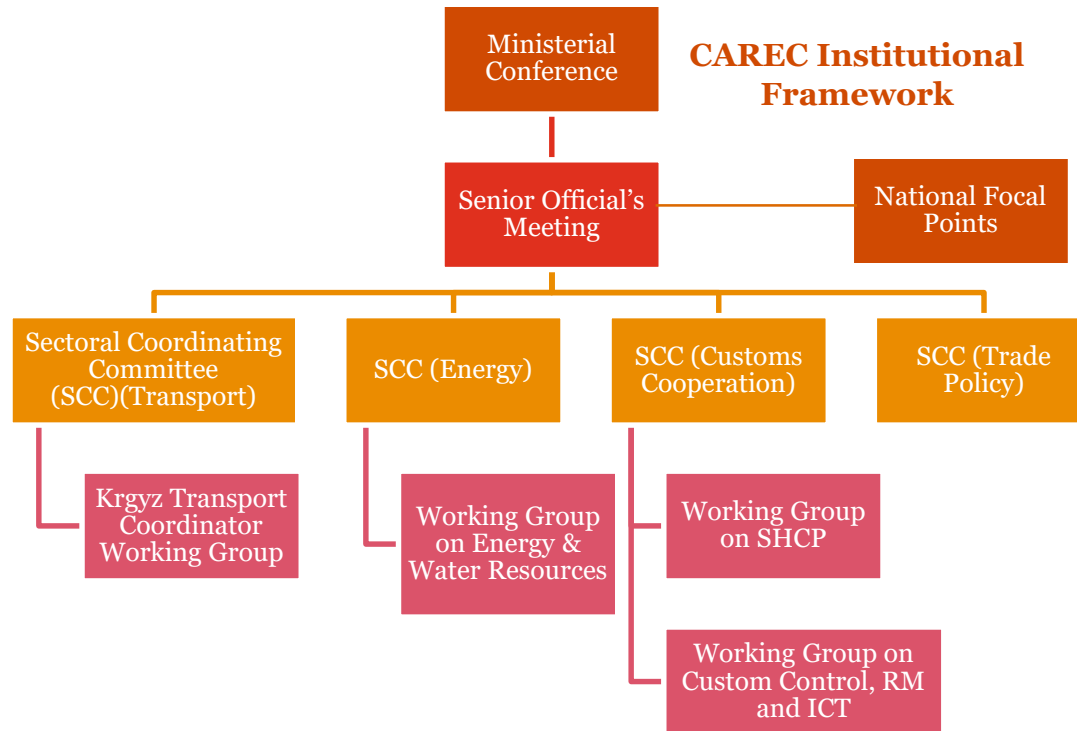 Ministerial
Conference
CAREC Institutional
Framework
Senior Official’s
Meeting
National Focal
Points
Sectoral Coordinating
Committee
(SCC)(Transport)
SCC (Energy)
SCC (Customs
Cooperation)
SCC (Trade
Policy)
Krgyz Transport
Coordinator
Working Group
Working Group
on Energy &
Water Resources
Working Group
on SHCP
Working Group on
Custom Control, RM
and ICT